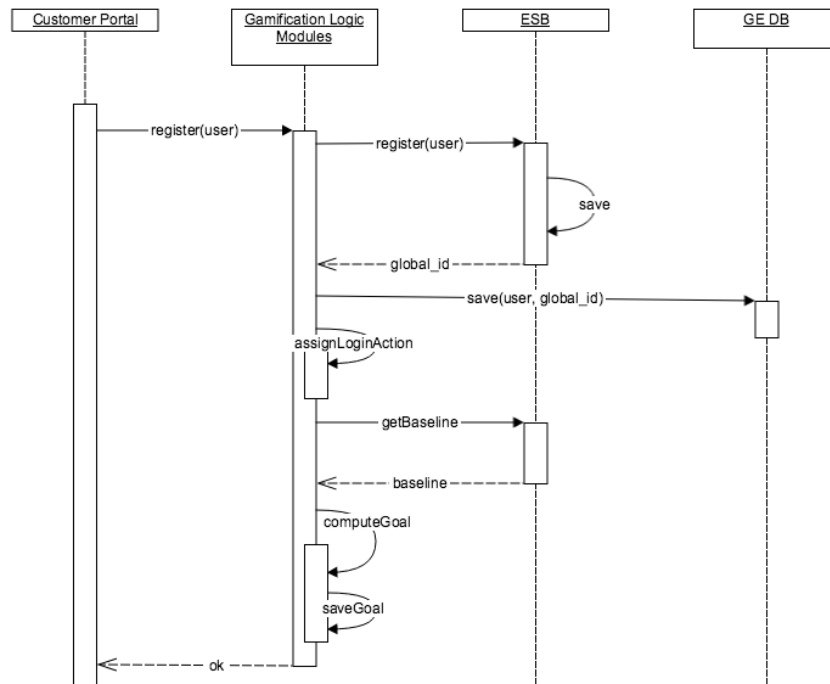 Customer Portal
Gamification Logic
Modules
ESB
GE DB
register(user)
register(user)
save
global_id
save(user, global_id)
assignLoginAction
getBaseline
baseline
computeGoal
saveGoal
ok